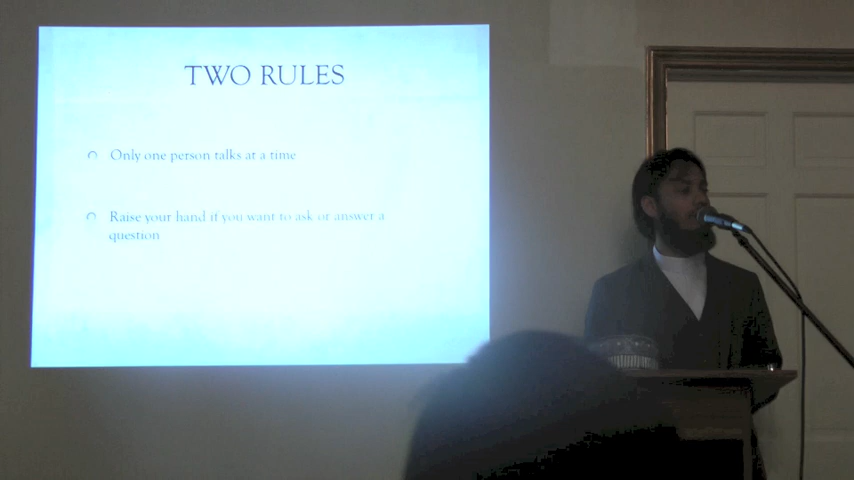 TWO RULES
Only one person talks at a time
Raise your hand if you want to ask or answer a
question